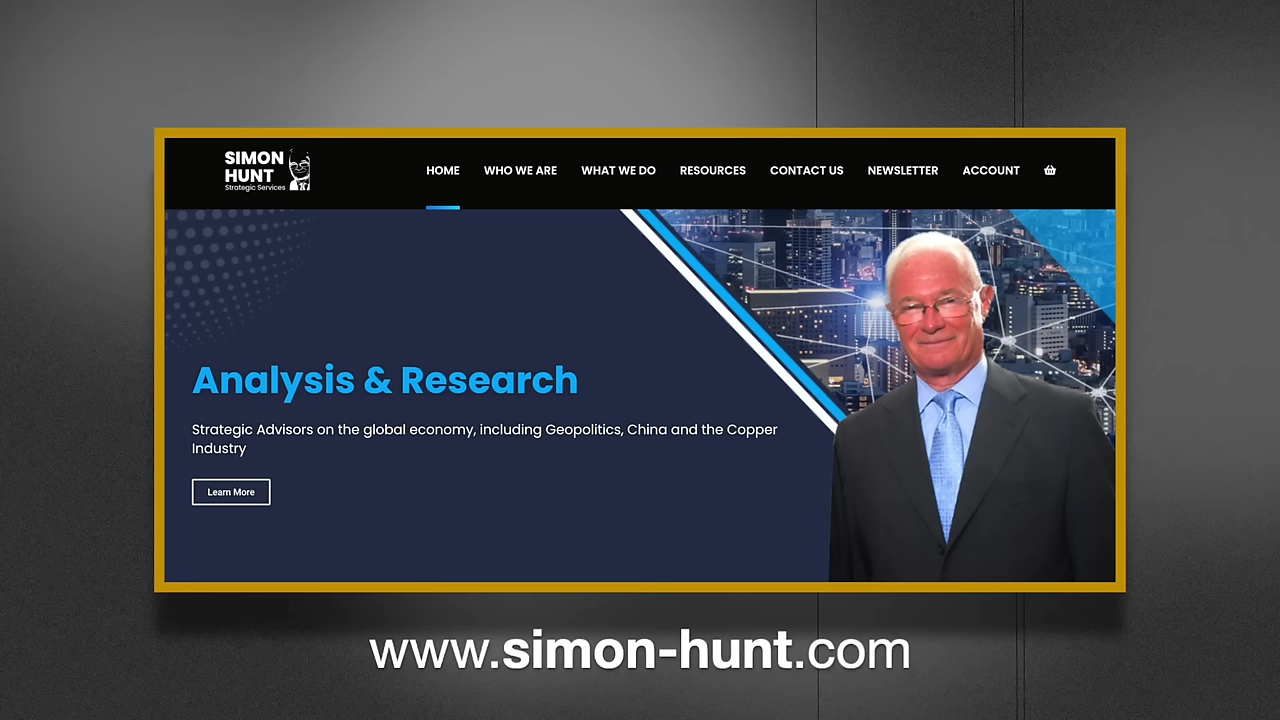 SIMON
HUNT
Strategic Services
HOME WHO WE ARE WHAT WE DO RESOURCES CONTACT US NEWSLETTER ACCOUNT
Analysis & Research
Strategic Advisors on the global economy, including Geopolitics, China and the Copper
Industry
Learn More
www.simon-hunt.com